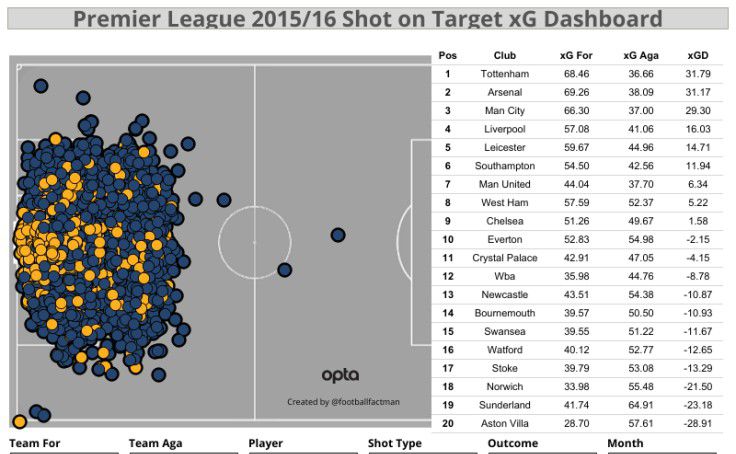 Premier League 2015/16 Shot on Target xG Dashboard
Pos Club xG For xG Aga xGD
1 Tottenham 68.46 36.66 31.79
2 Arsenal 69.26 38.09 31.17
3 Man City 66.30 37.00 29.30
4 Liverpool 57.08 41.06 16.03
5 Leicester 59.67 44.96 14.71
6 Southampton 54.50 42.56 11.94
7 Man United 44.04 37.70 6.34
8 West Ham 57.59 52.37 5.22
9 Chelsea 51.26 49.67 1.58
10 Everton 52.83 54.98 -2.15
11 Crystal Palace 42.91 47.05 -4.15
12 Wba 35.98 44.76 -8.78
13 Newcastle 43.51 54.38 -10.87
14 Bournemouth 39.57 50.50 -10.93
15 Swansea 39.55 51.22 -11.67
16 Watford 40.12 52.77 -12.65
17 Stoke 39.79 53.08 -13.29
18 Norwich 33.98 55.48 -21.50
19 Sunderland 41.74 64.91 -23.18
20 Aston Villa 28.70 57.61 -28.91
opta
Created by @footballfactman
Team For Team Aga Player Shot Type Outcome Month